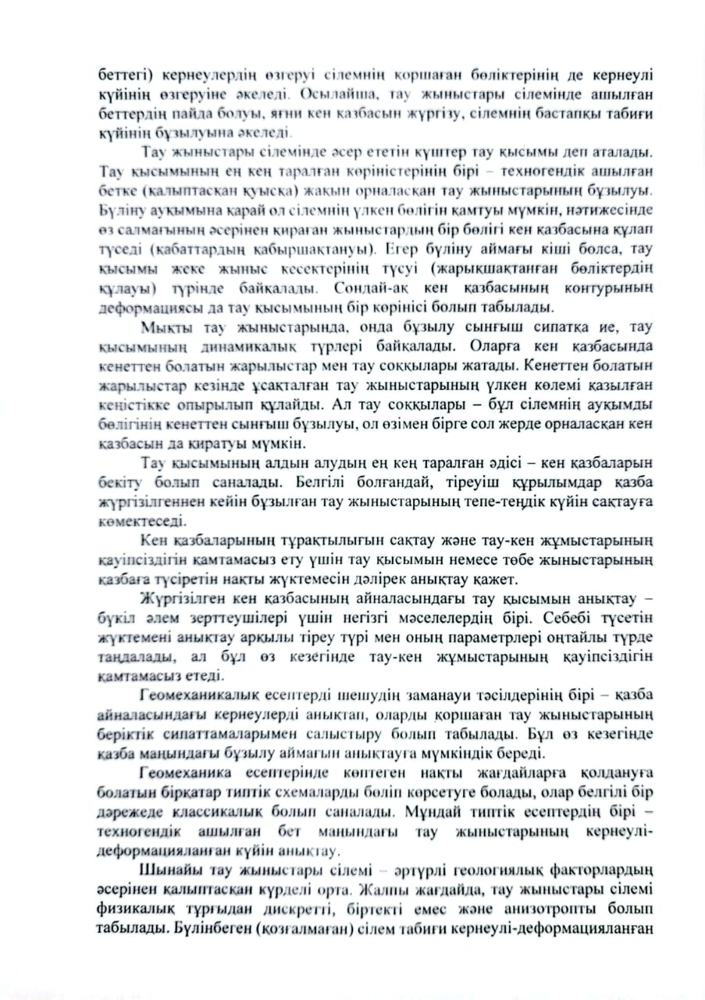 беттегі) кернеулердің өзгеруі сілемнің қоршаған бөліктерінің де кернеулі
күйінің өзгеруіне әкеледі. Осылайша, тау жыныстары сілемінде ашылған
беттердің пайда болуы, яғни кен қазбасын жүргізу, сілемнің бастапқы табиғи
күйінің бұзылуына әкеледі.
Тау жыныстары сілемінде әсер ететін күштер тау қысымы деп аталады.
Тау қысымының ең кең таралған көріністерінің бірі – техногендік ашылған
бетке (қалыптасқан қуысқа) жақын орналасқан тау жыныстарының бұзылуы.
Бүліну ауқымына қарай ол сілемнің үлкен бөлігін қамтуы мүмкін, нәтижесінде
өз салмағының әсерінен қираған жыныстардың бір бөлігі кен қазбасына құлап
түседі (қабаттардың қабыршақтануы). Егер бүліну аймағы кіші болса, тау
қысымы жеке жыныс кесектерінің түсуі (жарықшақтанған бөліктердің
құлауы) түрінде байқалады. Сондай-ақ кен қазбасының контурының
деформациясы да тау қысымының бір көрінісі болып табылады.
Мықты тау жыныстарында, онда бұзылу сынғыш сипатқа ие, тау
қысымының динамикалық түрлері байқалады. Оларға кен қазбасында
кенеттен болатын жарылыстар мен тау соққылары жатады. Кенеттен болатын
жарылыстар кезінде ұсақталған тау жыныстарының үлкен көлемі қазылған
кеңістікке опырылып құлайды. Ал тау соққылары – бұл сілемнің ауқымды
бөлігінің кенеттен сынғыш бұзылуы, ол өзімен бірге сол жерде орналасқан кен
қазбасын да қиратуы мүмкін.
Тау қысымының алдын алудың ең кең таралған әдісі – кен қазбаларын
бекіту болып саналады. Белгілі болғандай, тіреуіш құрылымдар қазба
жүргізілгеннен кейін бұзылған тау жыныстарының тепе-теңдік күйін сақтауға
көмектеседі.
Кен қазбаларының тұрақтылығын сақтау және тау-кен жұмыстарының
қауіпсіздігін қамтамасыз ету үшін тау қысымын немесе төбе жыныстарының
қазбаға түсіретін нақты жүктемесін дәлірек анықтау қажет.
Жүргізілген кен қазбасының айналасындағы тау қысымын анықтау –
бүкіл әлем зерттеушілері үшін негізгі мәселелердің бірі. Себебі түсетін
жүктемені анықтау арқылы тіреу түрі мен оның параметрлері оңтайлы түрде
таңдалады, ал бұл өз кезегінде тау-кен жұмыстарының қауіпсіздігін
қамтамасыз етеді.
Геомеханикалық есептерді шешудің заманауи тәсілдерінің бірі – қазба
айналасындағы кернеулерді анықтап, оларды қоршаған тау жыныстарының
беріктік сипаттамаларымен салыстыру болып табылады. Бұл өз кезегінде
қазба маңындағы бұзылу аймағын анықтауға мүмкіндік береді.
Геомеханика есептерінде көптеген нақты жағдайларға қолдануға
болатын бірқатар типтік схемаларды бөліп көрсетуге болады, олар белгілі бір
дәрежеде классикалық болып саналады. Мұндай типтік есептердің бірі –
техногендік ашылған бет маңындағы тау жыныстарының кернеулі-
деформацияланған күйін анықтау.
Шынайы тау жыныстары сілемі – әртүрлі геологиялық факторлардың
әсерінен қалыптасқан күрделі орта. Жалпы жағдайда, тау жыныстары сілемі
физикалық тұрғыдан дискретті, біртекті емес және анизотропты болып
табылады. Бүлінбеген (қозғалмаған) сілем табиғи кернеулі-деформацияланған